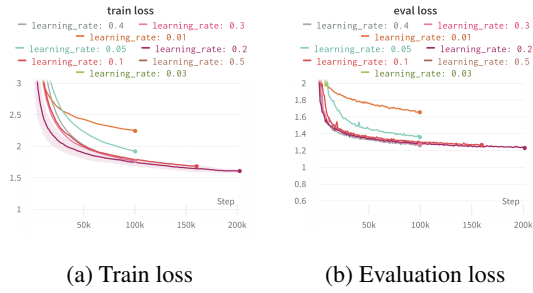 train loss
learning_rate: 0.4 learning_rate: 0.3
learning_rate: 0.01
learning_rate: 0.05 learning_rate: 0.2
learning_rate: 0.1 learning_rate: 0.5
learning_rate: 0.03
3
2.5
2
1.5
1
Step
50k 100k 150k 200k
(a) Train loss
eval loss
learning_rate: 0.4 learning_rate: 0.3
learning_rate: 0.01
learning_rate: 0.05 learning_rate: 0.2
learning_rate: 0.1 learning_rate: 0.5
learning_rate: 0.03
2
1.8
1.6
1.4
1.2
1
0.8
0.6
Step
50k 100k 150k 200k
(b) Evaluation loss